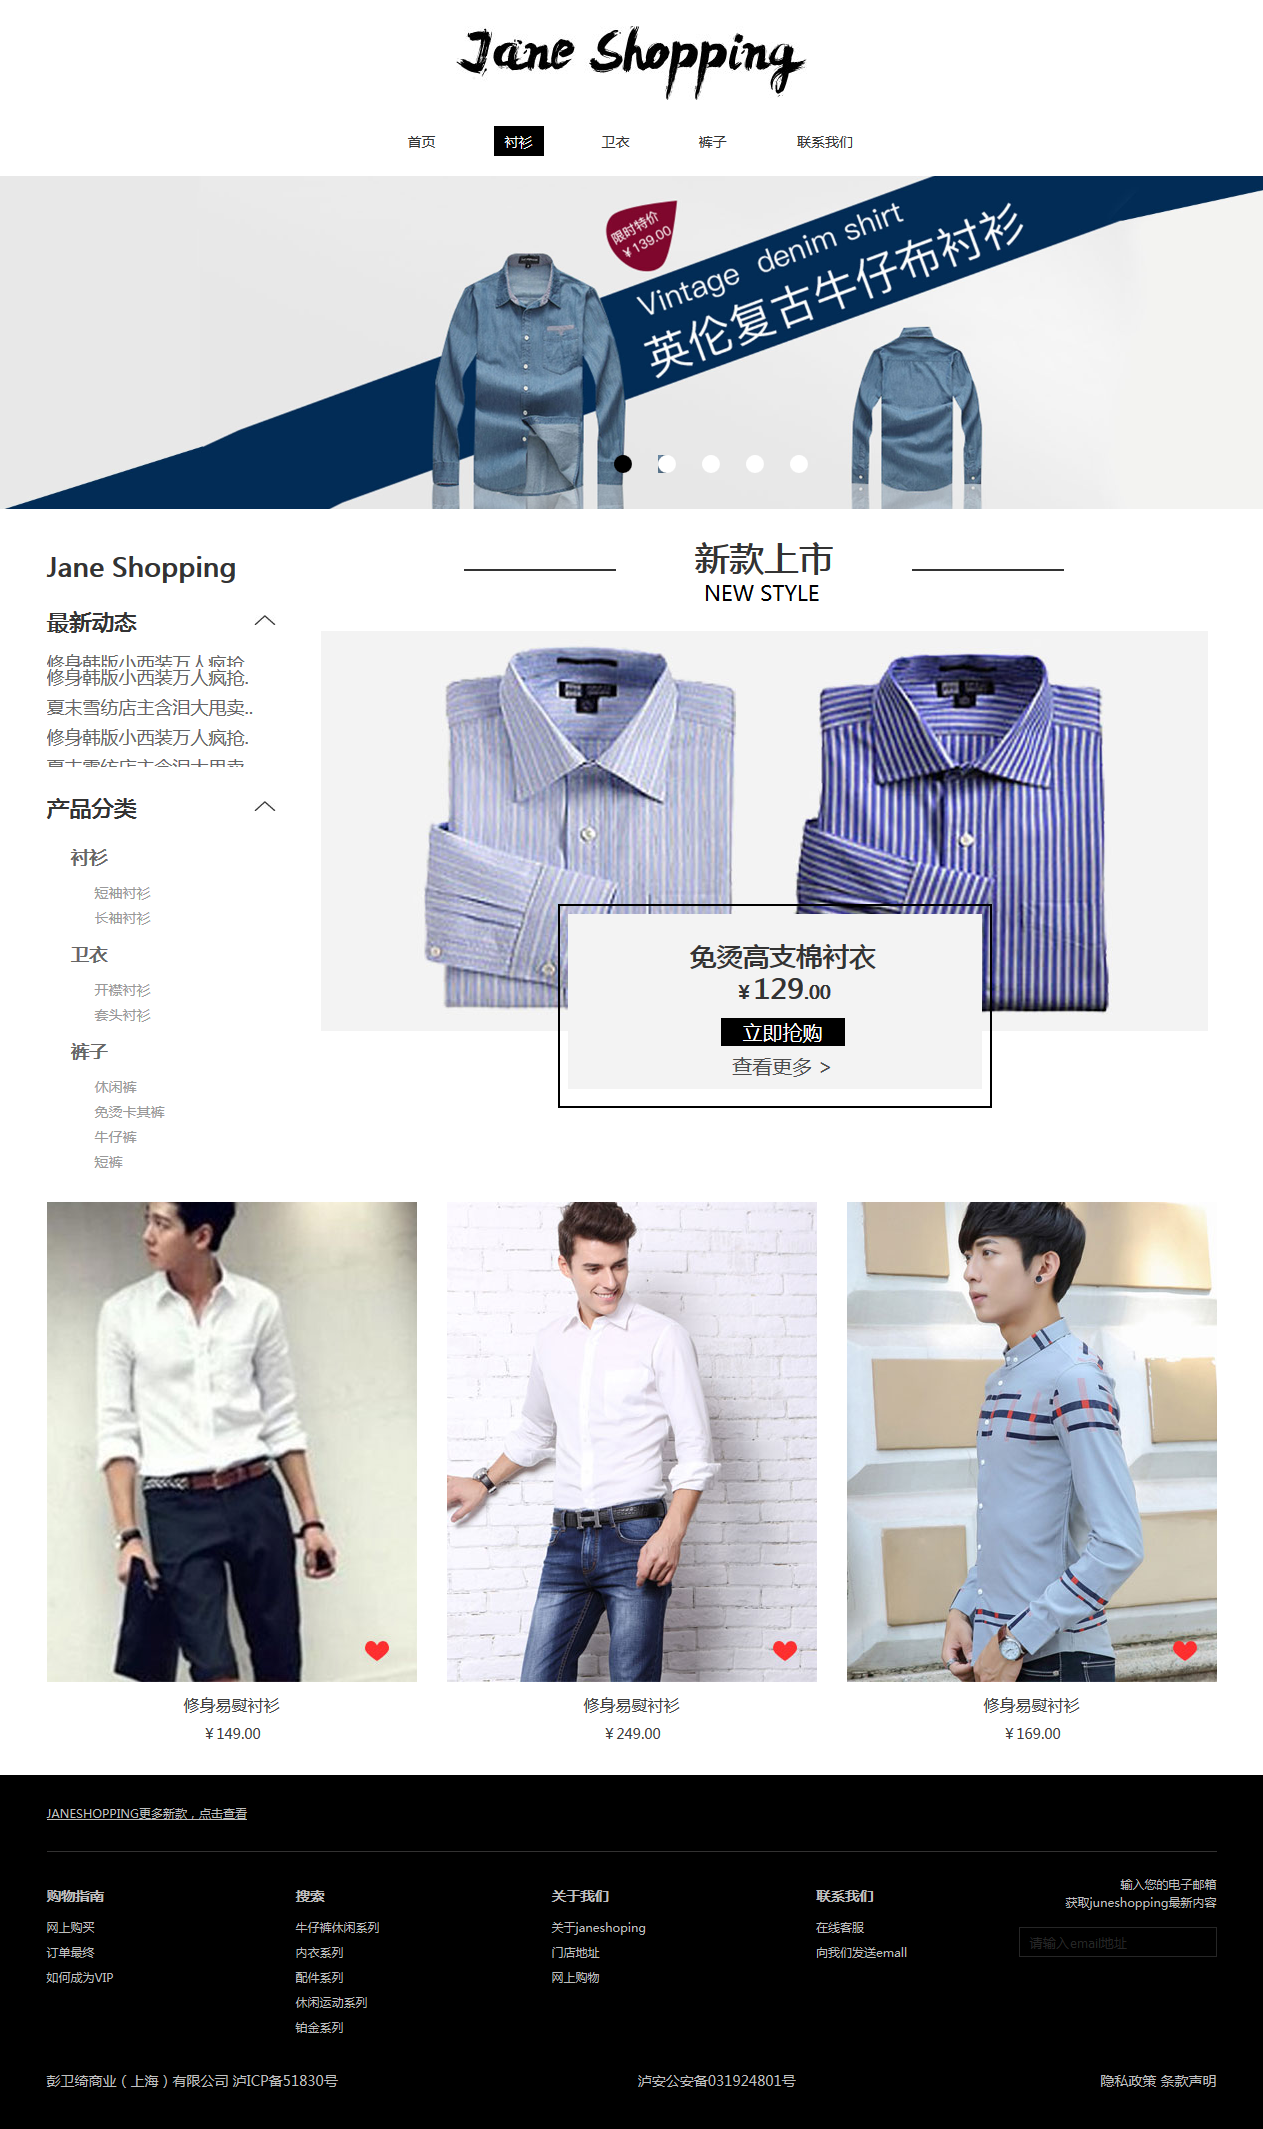 Jane Shopping
首页 衬衫 卫衣 裤子 联系我们
限时特价
¥139.00
Vintage denim shirt
英伦复古牛仔布衬衫
Jane Shopping
最新动态
修身韩版小西装万人疯抢
修身韩版小西装万人疯抢.
夏末雪纺店主含泪大甩卖..
修身韩版小西装万人疯抢.
夏末雪纺店主含泪大甩卖
产品分类
衬衫
短袖衬衫
长袖衬衫
卫衣
开襟衬衫
套头衬衫
裤子
休闲裤
免烫卡其裤
牛仔裤
短裤
新款上市
NEW STYLE
免烫高支棉衬衣
¥129.00
立即抢购
查看更多 >
修身易熨衬衫
¥149.00
修身易熨衬衫
¥249.00
修身易熨衬衫
¥169.00
JANESHOPPING更多新款，点击查看
购物指南
网上购买
订单最终
如何成为VIP
搜索
牛仔裤休闲系列
内衣系列
配件系列
休闲运动系列
铂金系列
关于我们
关于janeshoping
门店地址
网上购物
联系我们
在线客服
向我们发送emall
输入您的电子邮箱
获取juneshopping最新内容
请输入email地址
彭卫绮商业（上海）有限公司 泸ICP备51830号
泸安公安备031924801号
隐私政策 条款声明